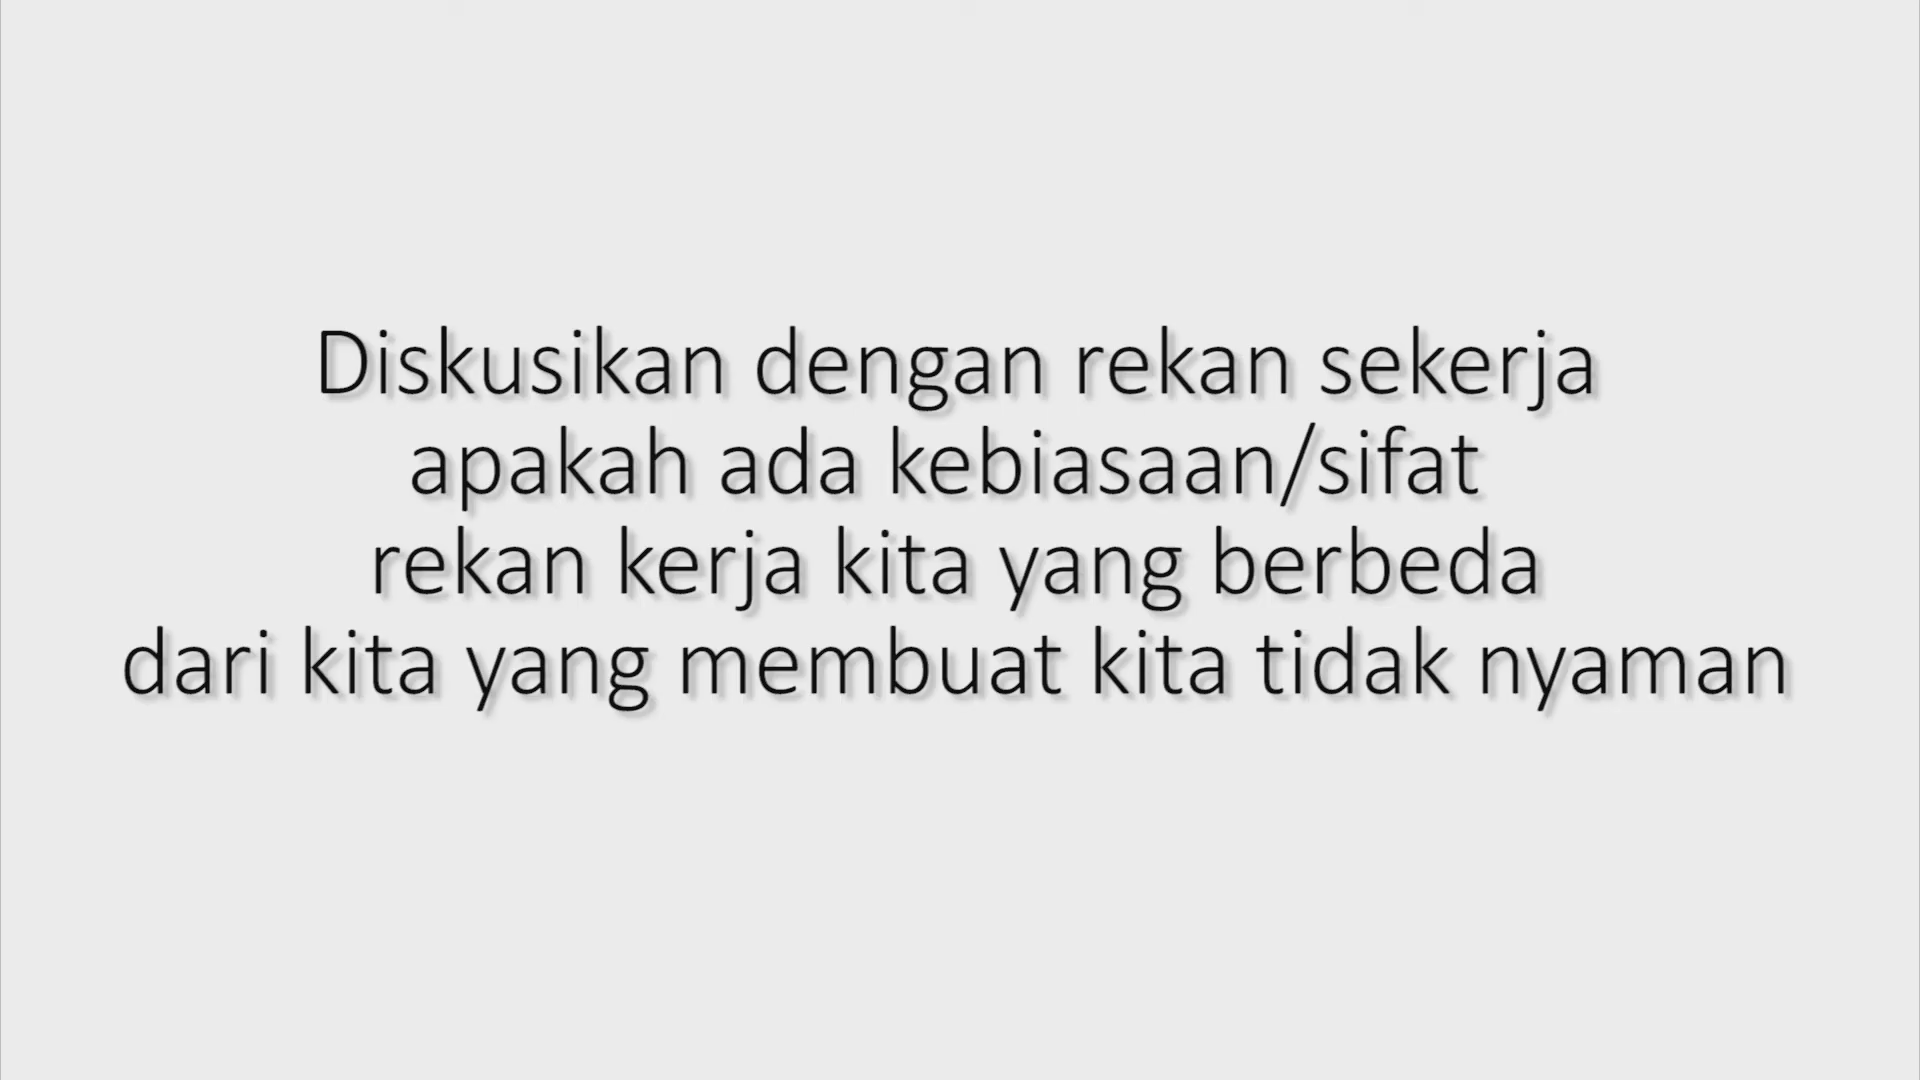 Diskusikan dengan rekan sekerja
apakah ada kebiasaan/sifat
rekan kerja kita yang berbeda
dari kita yang membuat kita tidak nyaman